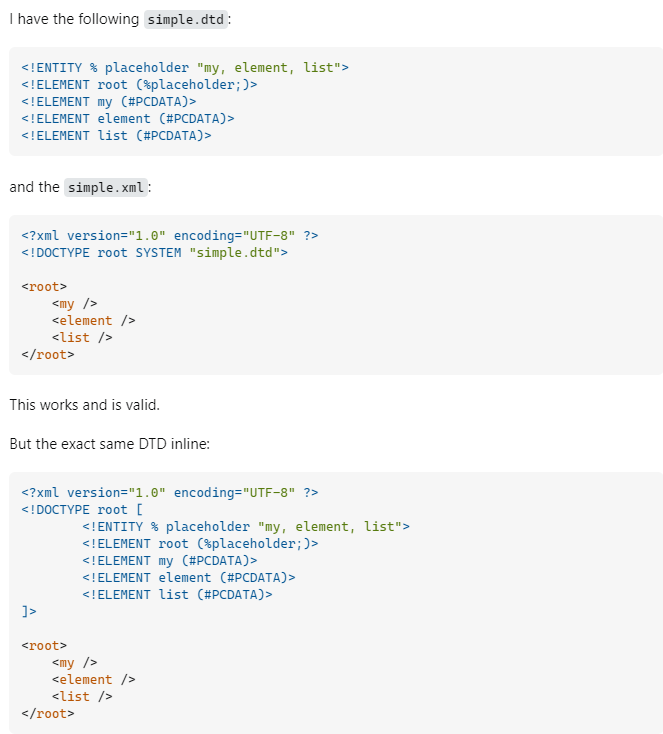 I have the following simple.dtd:
<!ENTITY % placeholder "my, element, list">
<!ELEMENT root (%placeholder;)>
<!ELEMENT my (#PCDATA)>
<!ELEMENT element (#PCDATA)>
<!ELEMENT list (#PCDATA)>
and the simple.xml:
<?xml version="1.0" encoding="UTF-8" ?>
<!DOCTYPE root SYSTEM "simple.dtd">
<root>
    <my />
    <element />
    <list />
</root>
This works and is valid.
But the exact same DTD inline:
<?xml version="1.0" encoding="UTF-8" ?>
<!DOCTYPE root [
        <!ENTITY % placeholder "my, element, list">
        <!ELEMENT root (%placeholder;)>
        <!ELEMENT my (#PCDATA)>
        <!ELEMENT element (#PCDATA)>
        <!ELEMENT list (#PCDATA)>
]>
<root>
    <my />
    <element />
    <list />
</root>